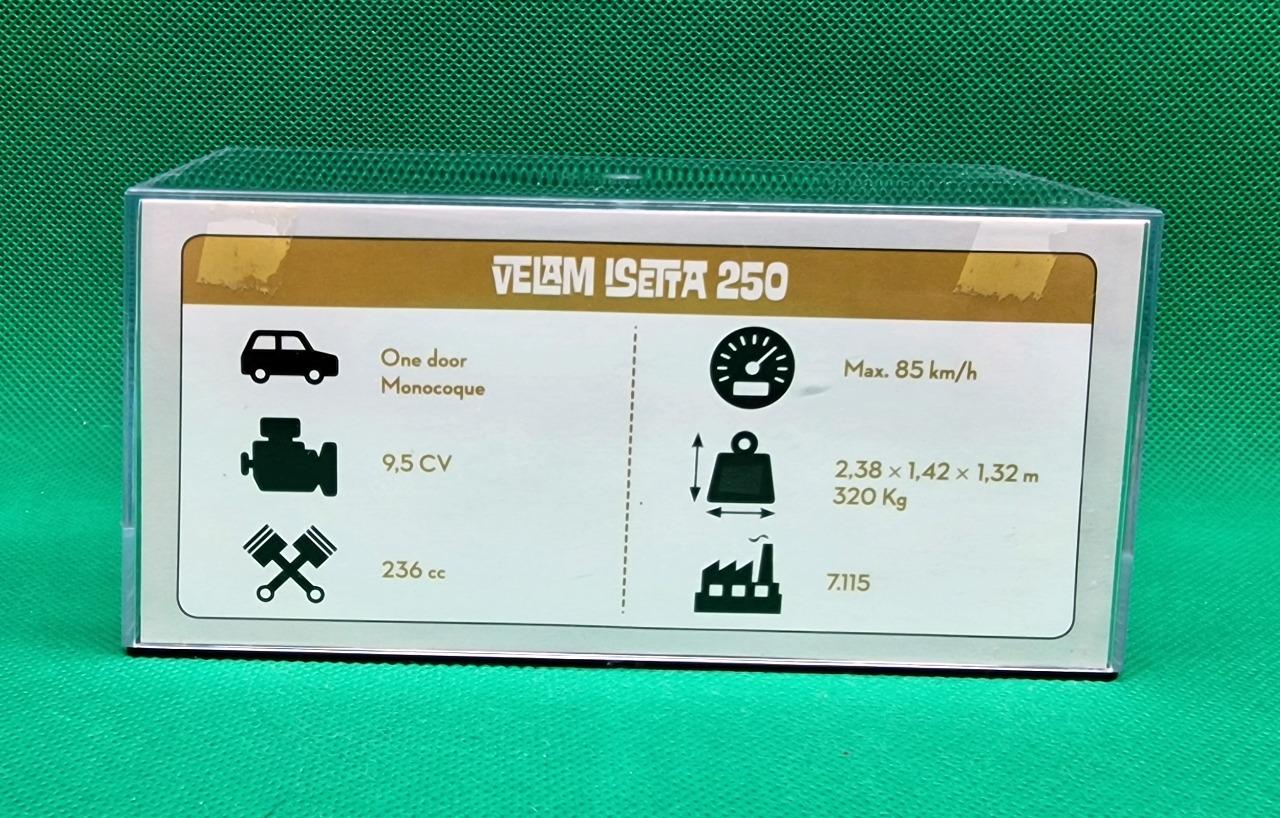 VELAM ISETTA 250
One door
Monocoque
9,5 CV
236 cc
Max. 85 km/h
2,38 × 1,42 × 1,32 m
320 Kg
7.115